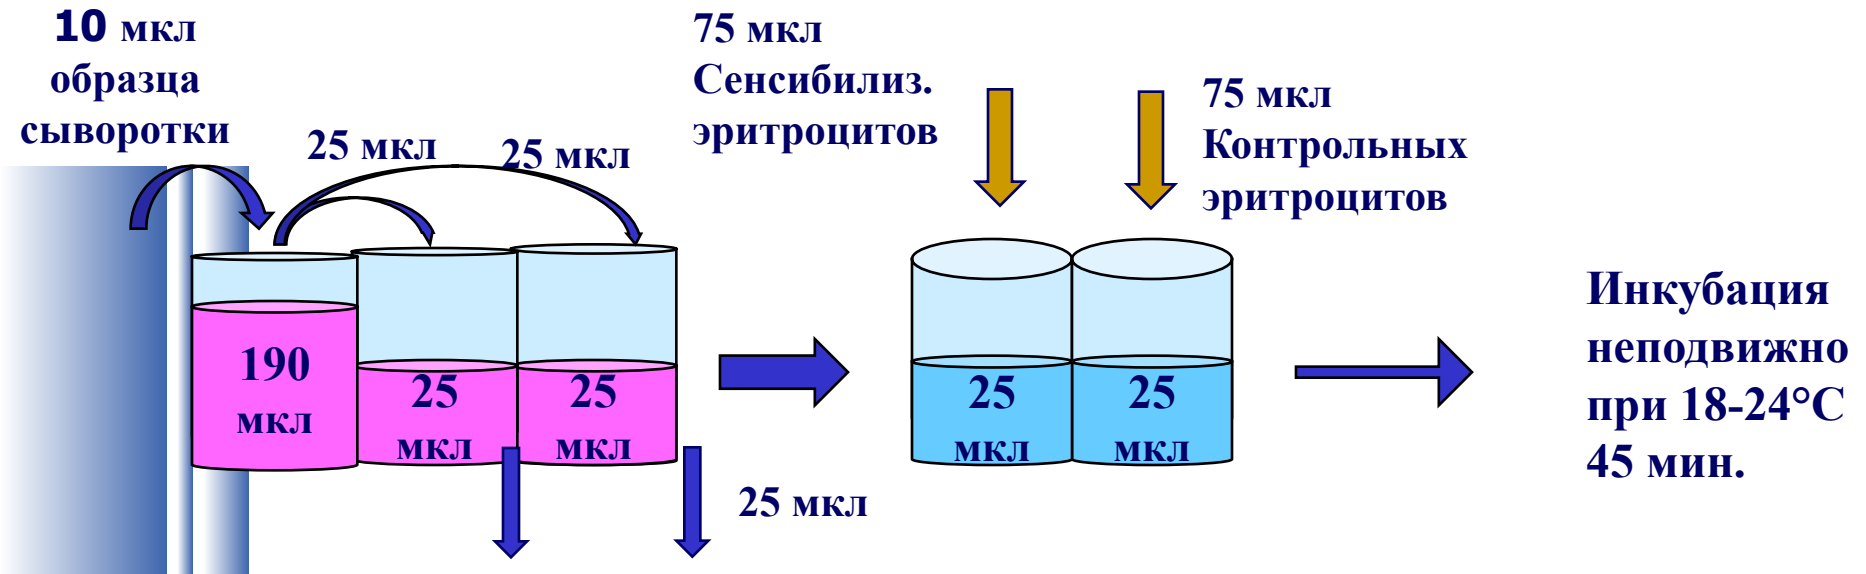 10 мкл
образца
сыворотки
25 мкл
25 мкл
75 мкл
Сенсибилиз.
эритроцитов
75 мкл
Контрольных
эритроцитов
190
мкл
25
мкл
25
мкл
25 мкл
25
мкл
25
мкл
Инкубация
неподвижно
при 18-24°С
45 мин.